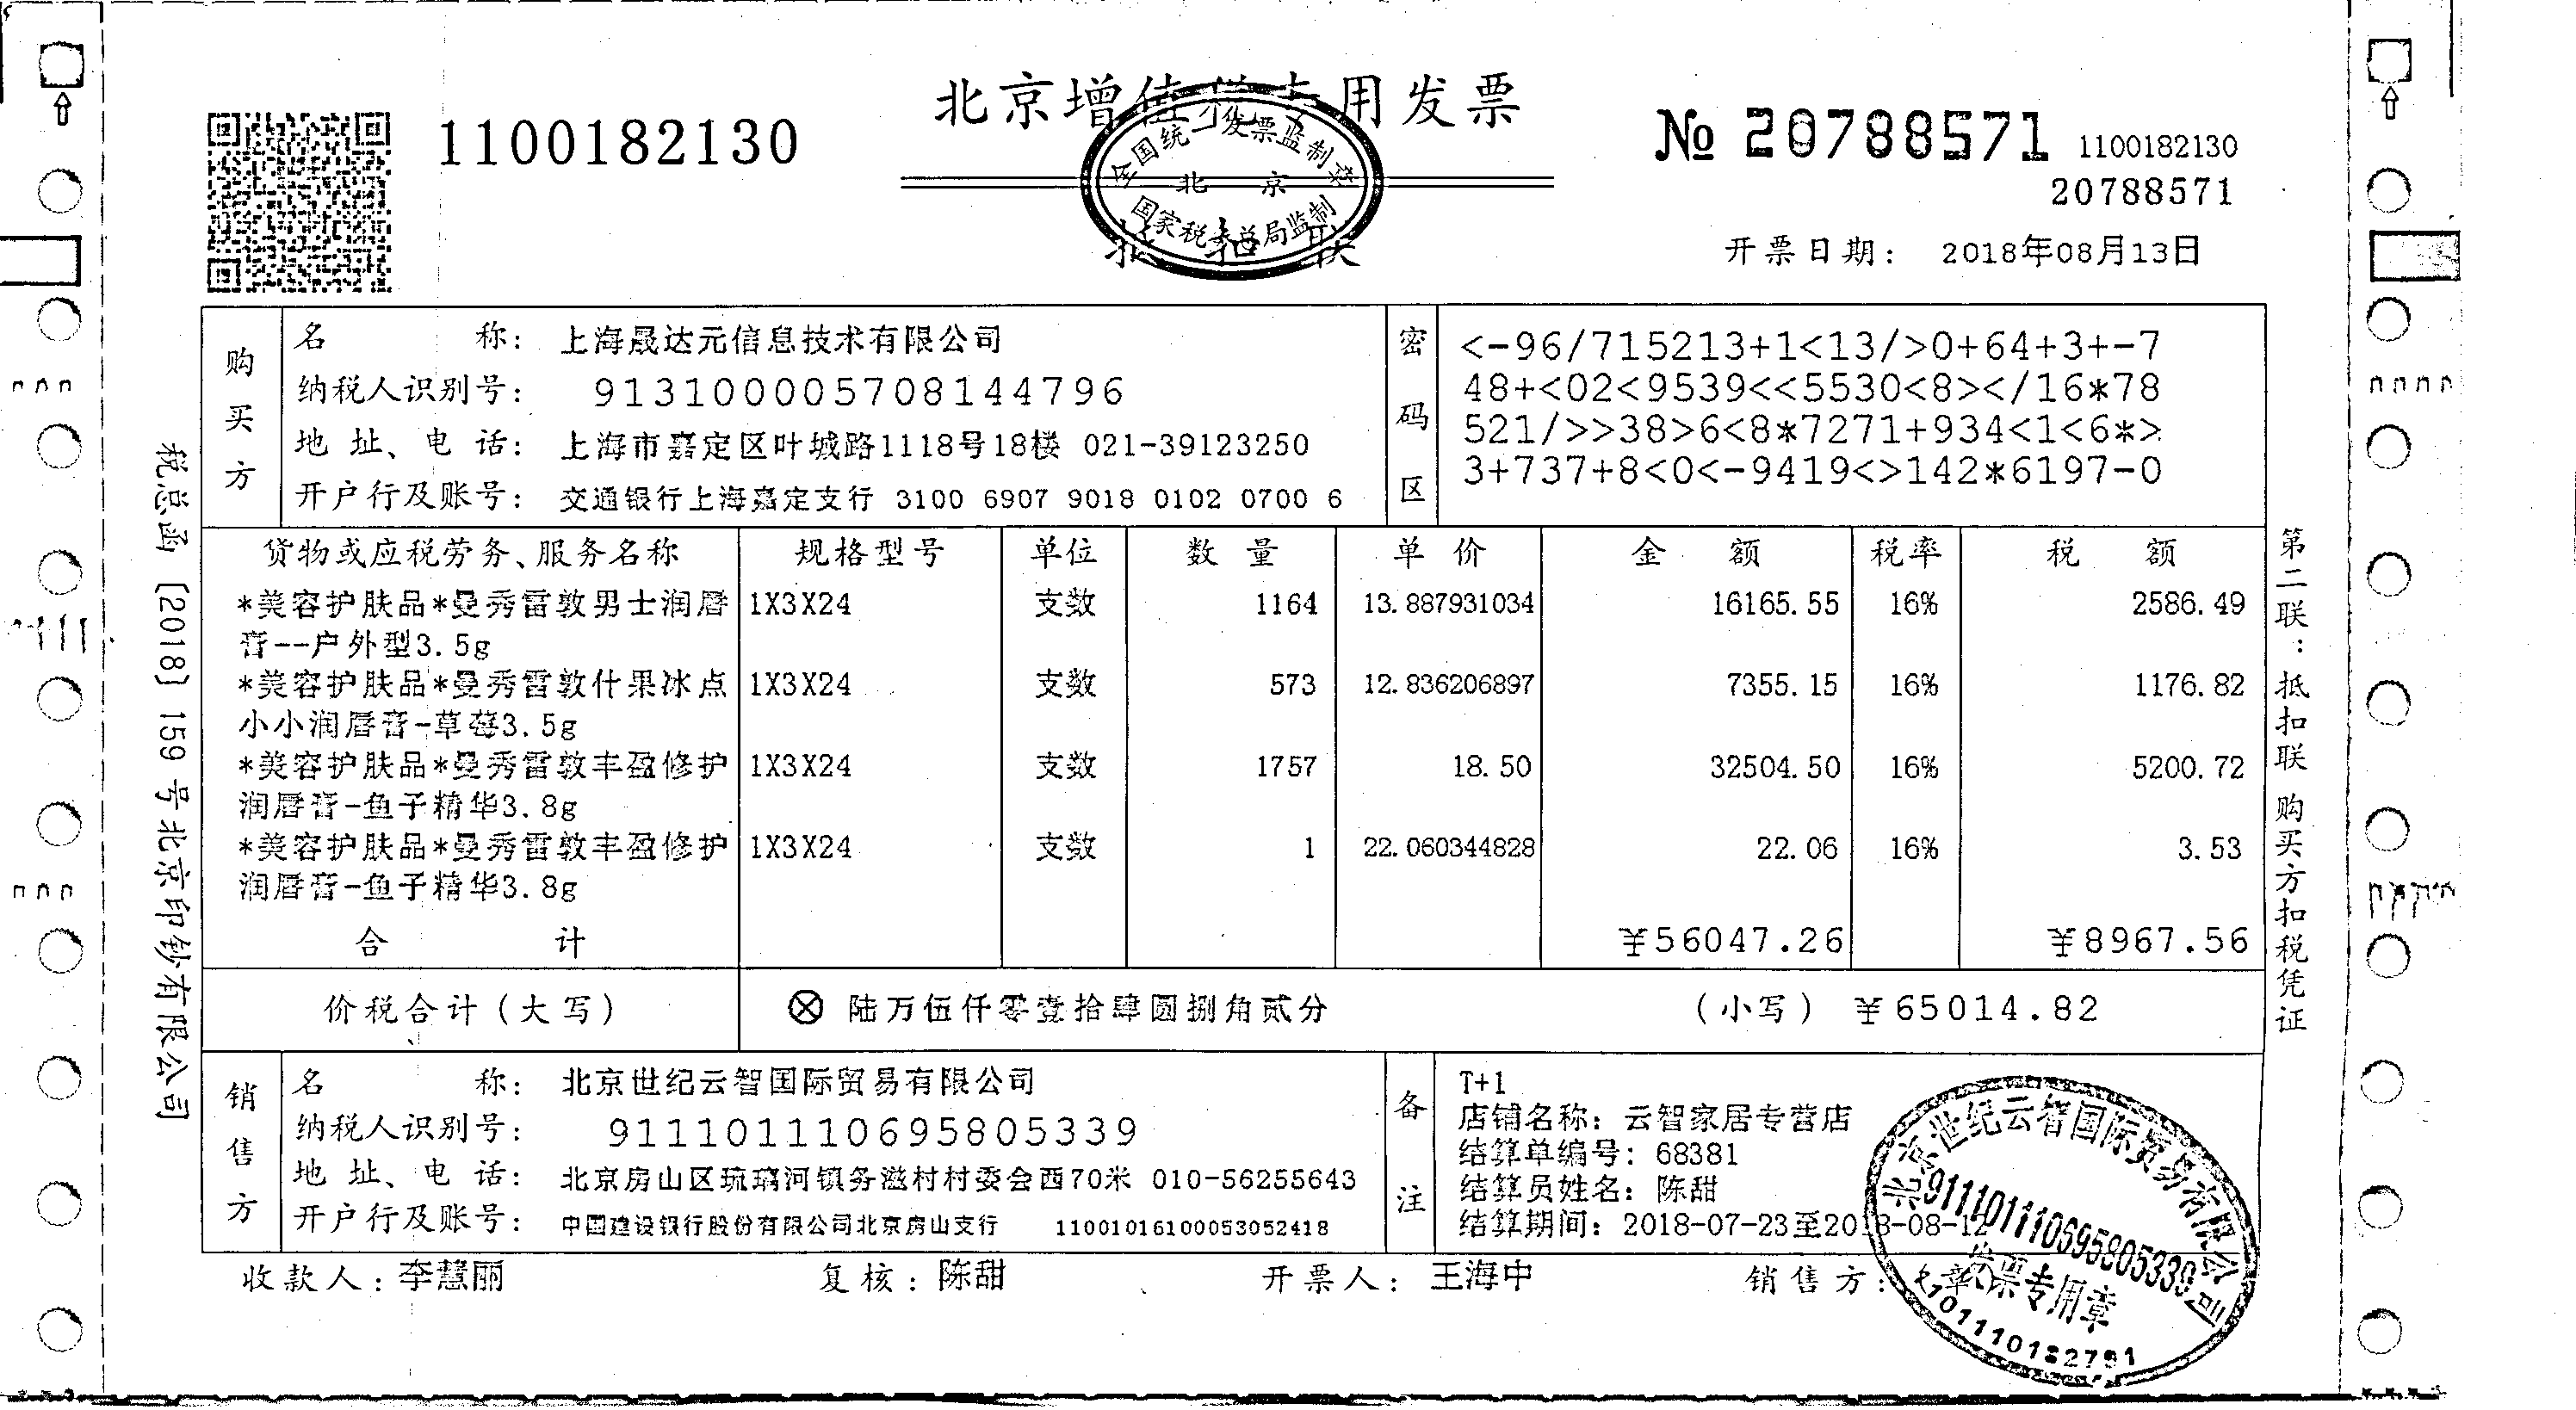 北京增值税专用发票
1100182130
№ 20788571
1100182130
20788571
全国统一发票监制章
北 京
国家税务总局监制
抵 扣 联
开票日期: 2018年08月13日
购买方
名 称: 上海晟达元信息技术有限公司
纳税人识别号: 913100005708144796
地 址、电 话: 上海市嘉定区叶城路1118号18楼 021-39123250
开户行及账号: 交通银行上海嘉定支行 3100 6907 9018 0102 0700 6
密码区
<-96/715213+1<13/>0+64+3+-7
48+<02<9539<<5530<8></16*78
521/>>38>6<8*7271+934<1<6*>
3+737+8<0<-9419<>142*6197-0
货物或应税劳务、服务名称 规格型号 单位 数 量 单 价 金 额 税率 税 额
*美容护肤品*曼秀雷敦男士润唇 1X3X24 支数 1164 13.887931034 16165.55 16% 2586.49
膏--户外型3.5g
*美容护肤品*曼秀雷敦什果冰点 1X3X24 支数 573 12.836206897 7355.15 16% 1176.82
小小润唇膏-草莓3.5g
*美容护肤品*曼秀雷敦丰盈修护 1X3X24 支数 1757 18.50 32504.50 16% 5200.72
润唇膏-鱼子精华3.8g
*美容护肤品*曼秀雷敦丰盈修护 1X3X24 支数 1 22.060344828 22.06 16% 3.53
润唇膏-鱼子精华3.8g
合 计 ¥56047.26 ¥8967.56
价税合计(大写) ⊗ 陆万伍仟零壹拾肆圆捌角贰分 (小写) ¥65014.82
销售方
名 称: 北京世纪云智国际贸易有限公司
纳税人识别号: 911101110695805339
地 址、电 话: 北京房山区琉璃河镇务滋村村委会西70米 010-56255643
开户行及账号: 中国建设银行股份有限公司北京房山支行 11001016100053052418
备注
T+1
店铺名称: 云智家居专营店
结算单编号: 68381
结算员姓名: 陈甜
结算期间: 2018-07-23至2018-08-12
收款人: 李慧丽 复核: 陈甜 开票人: 王海中 销售方:(章)
北京世纪云智国际贸易有限公司
911101110695805339
发票专用章
税总函〔2018〕159号北京印钞有限公司
第二联:抵扣联 购买方扣税凭证